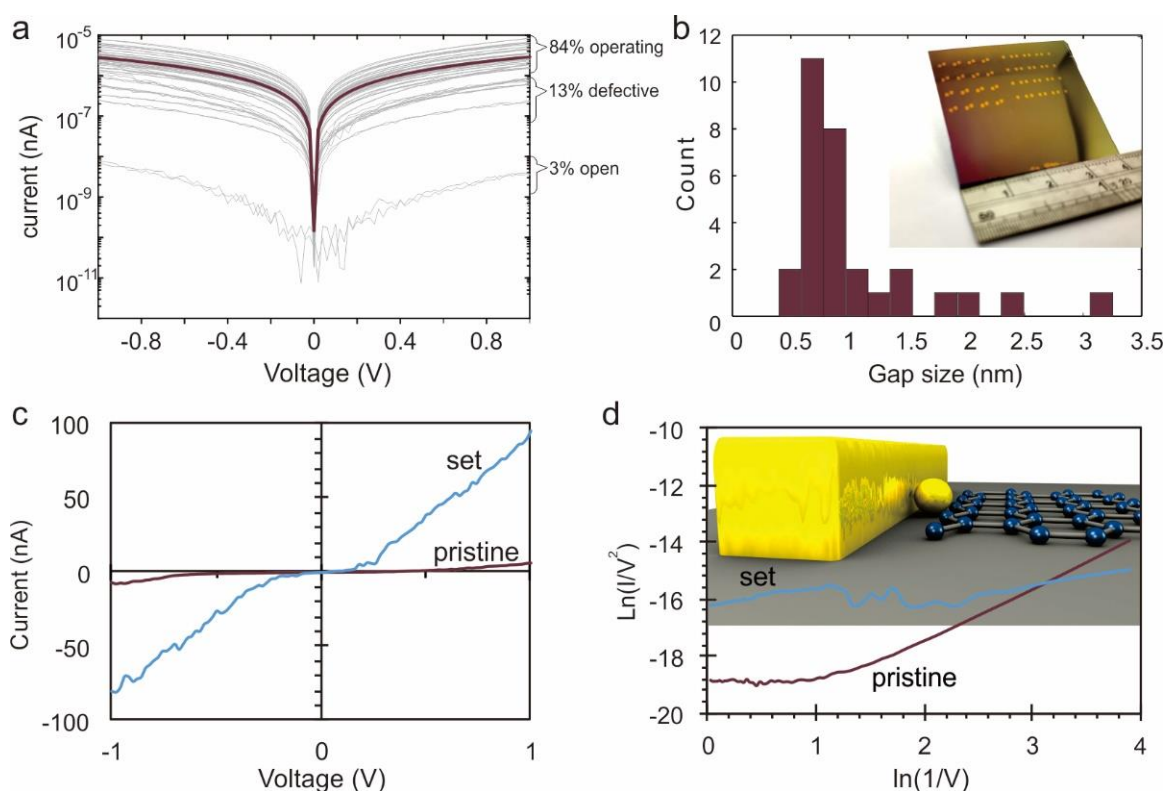 a
current (nA)
10^-5
10^-7
10^-9
10^-11
84% operating
13% defective
3% open
-0.8
-0.4
0
0.4
0.8
Voltage (V)
b
Count
12
10
8
6
4
2
0
0
0.5
1
1.5
2
2.5
3
3.5
Gap size (nm)
c
Current (nA)
100
50
0
-50
-100
set
pristine
-1
0
1
Voltage (V)
d
Ln(I/V^2)
-10
-12
-14
-16
-18
-20
set
pristine
0
1
2
3
4
ln(1/V)